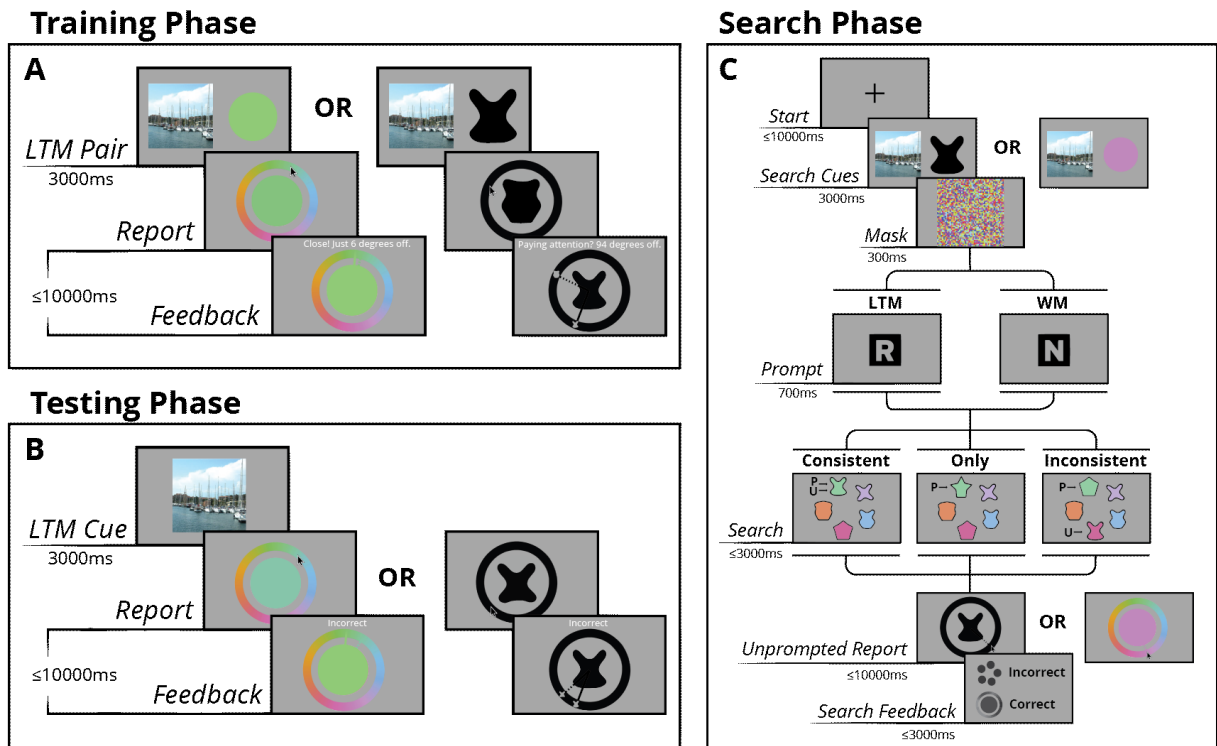 Training Phase
A
OR
LTM Pair
3000ms
Report
Close! Just 6 degrees off.
Paying attention? 94 degrees off.
≤10000ms
Feedback
Testing Phase
B
LTM Cue
3000ms
OR
Report
Incorrect
Incorrect
≤10000ms
Feedback
Search Phase
C
Start
≤10000ms
OR
Search Cues
3000ms
Mask
300ms
LTM WM
R N
Prompt
700ms
Consistent Only Inconsistent
P P P
U
U
Search
≤3000ms
OR
Unprompted Report
≤10000ms
Incorrect
Correct
Search Feedback
≤3000ms